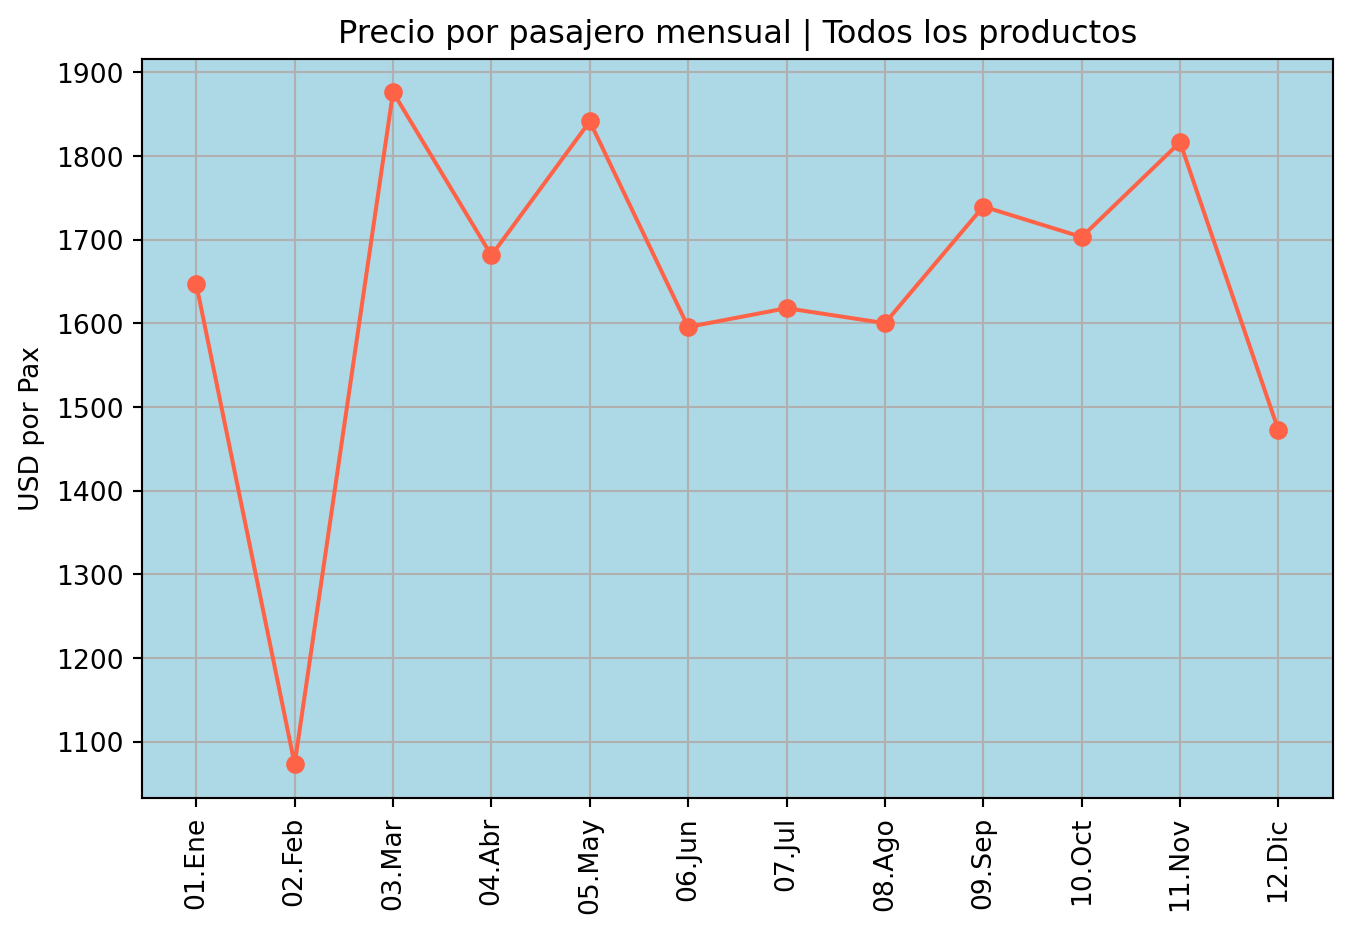 Precio por pasajero mensual | Todos los productos
USD por Pax
1900
1800
1700
1600
1500
1400
1300
1200
1100
01.Ene
02.Feb
03.Mar
04.Abr
05.May
06.Jun
07.Jul
08.Ago
09.Sep
10.Oct
11.Nov
12.Dic